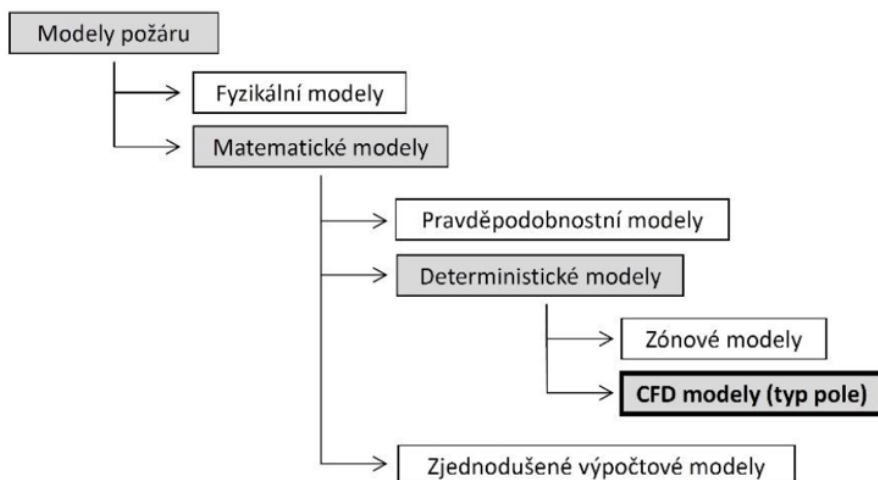 Modely požáru
Fyzikální modely
Matematické modely
Pravděpodobnostní modely
Deterministické modely
Zónové modely
CFD modely (typ pole)
Zjednodušené výpočtové modely